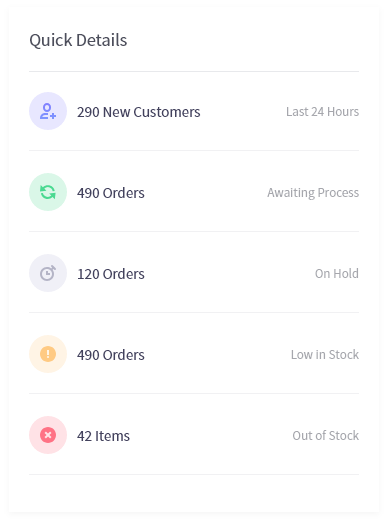 Quick Details
290 New Customers Last 24 Hours
490 Orders Awaiting Process
120 Orders On Hold
490 Orders Low in Stock
42 Items Out of Stock